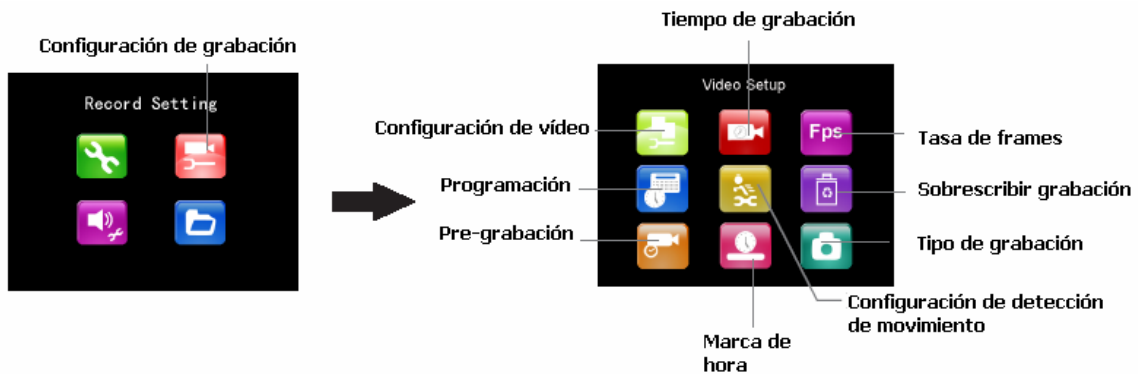 Tiempo de grabación
Configuración de grabación
Record Setting
Video Setup
Configuración de vídeo
Fps
Tasa de frames
Programación
Sobrescribir grabación
Pre-grabación
Tipo de grabación
Configuración de detección
de movimiento
Marca de
hora